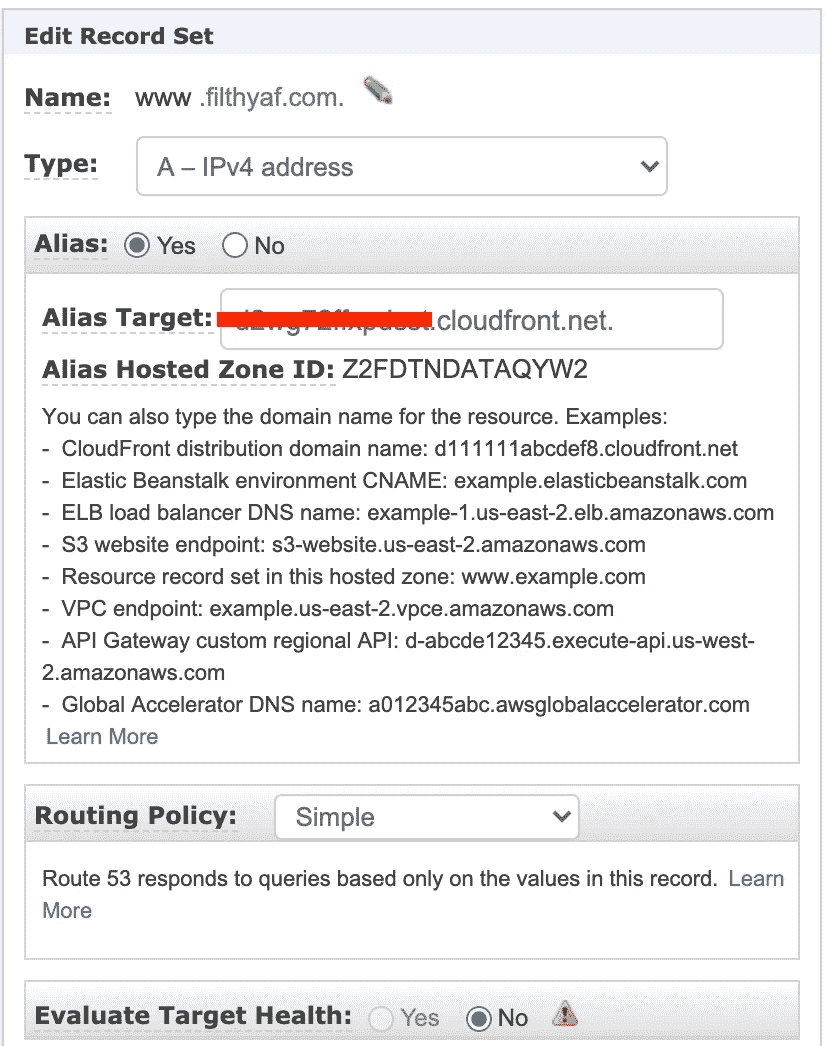 Edit Record Set
Name: www .filthyaf.com.
Type: A – IPv4 address
Alias: Yes No
Alias Target: .cloudfront.net.
Alias Hosted Zone ID: Z2FDTNDATAQYW2
You can also type the domain name for the resource. Examples:
- CloudFront distribution domain name: d111111abcdef8.cloudfront.net
- Elastic Beanstalk environment CNAME: example.elasticbeanstalk.com
- ELB load balancer DNS name: example-1.us-east-2.elb.amazonaws.com
- S3 website endpoint: s3-website.us-east-2.amazonaws.com
- Resource record set in this hosted zone: www.example.com
- VPC endpoint: example.us-east-2.vpce.amazonaws.com
- API Gateway custom regional API: d-abcde12345.execute-api.us-west-
2.amazonaws.com
- Global Accelerator DNS name: a012345abc.awsglobalaccelerator.com
Learn More
Routing Policy: Simple
Route 53 responds to queries based only on the values in this record. Learn
More
Evaluate Target Health: Yes No